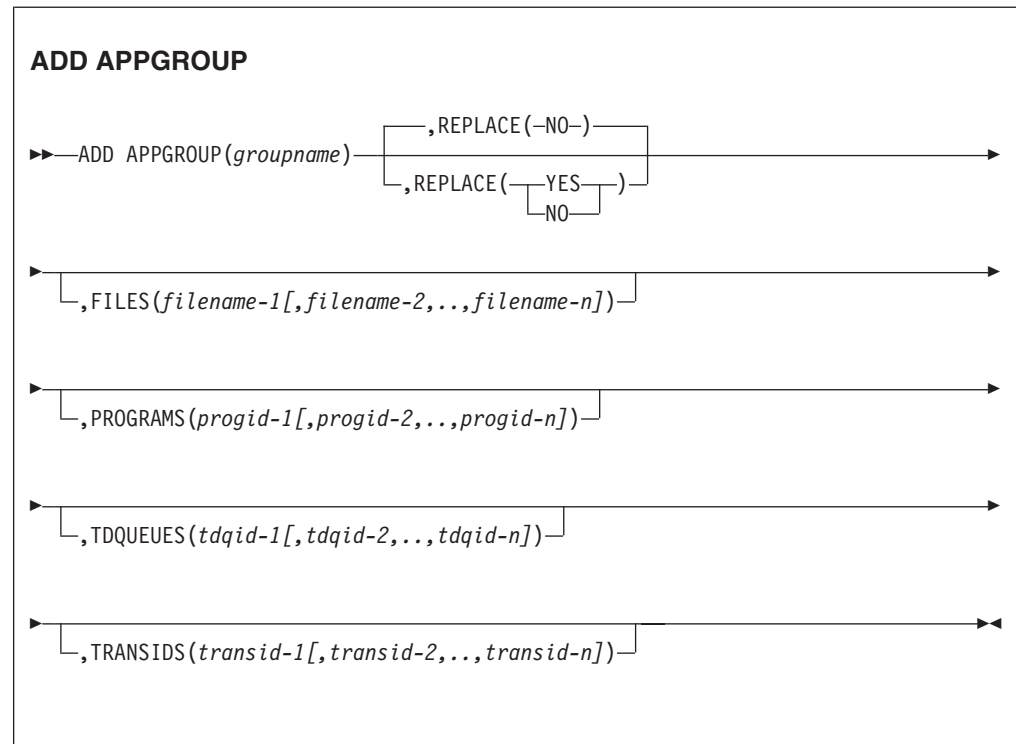 ADD APPGROUP
,REPLACE(NO)
ADD APPGROUP(groupname)
,REPLACE(YES)
NO
,FILES(filename-1[,filename-2,..,filename-n])
,PROGRAMS(progid-1[,progid-2,..,progid-n])
,TDQUEUES(tdqid-1[,tdqid-2,..,tdqid-n])
,TRANSIDS(transid-1[,transid-2,..,transid-n])